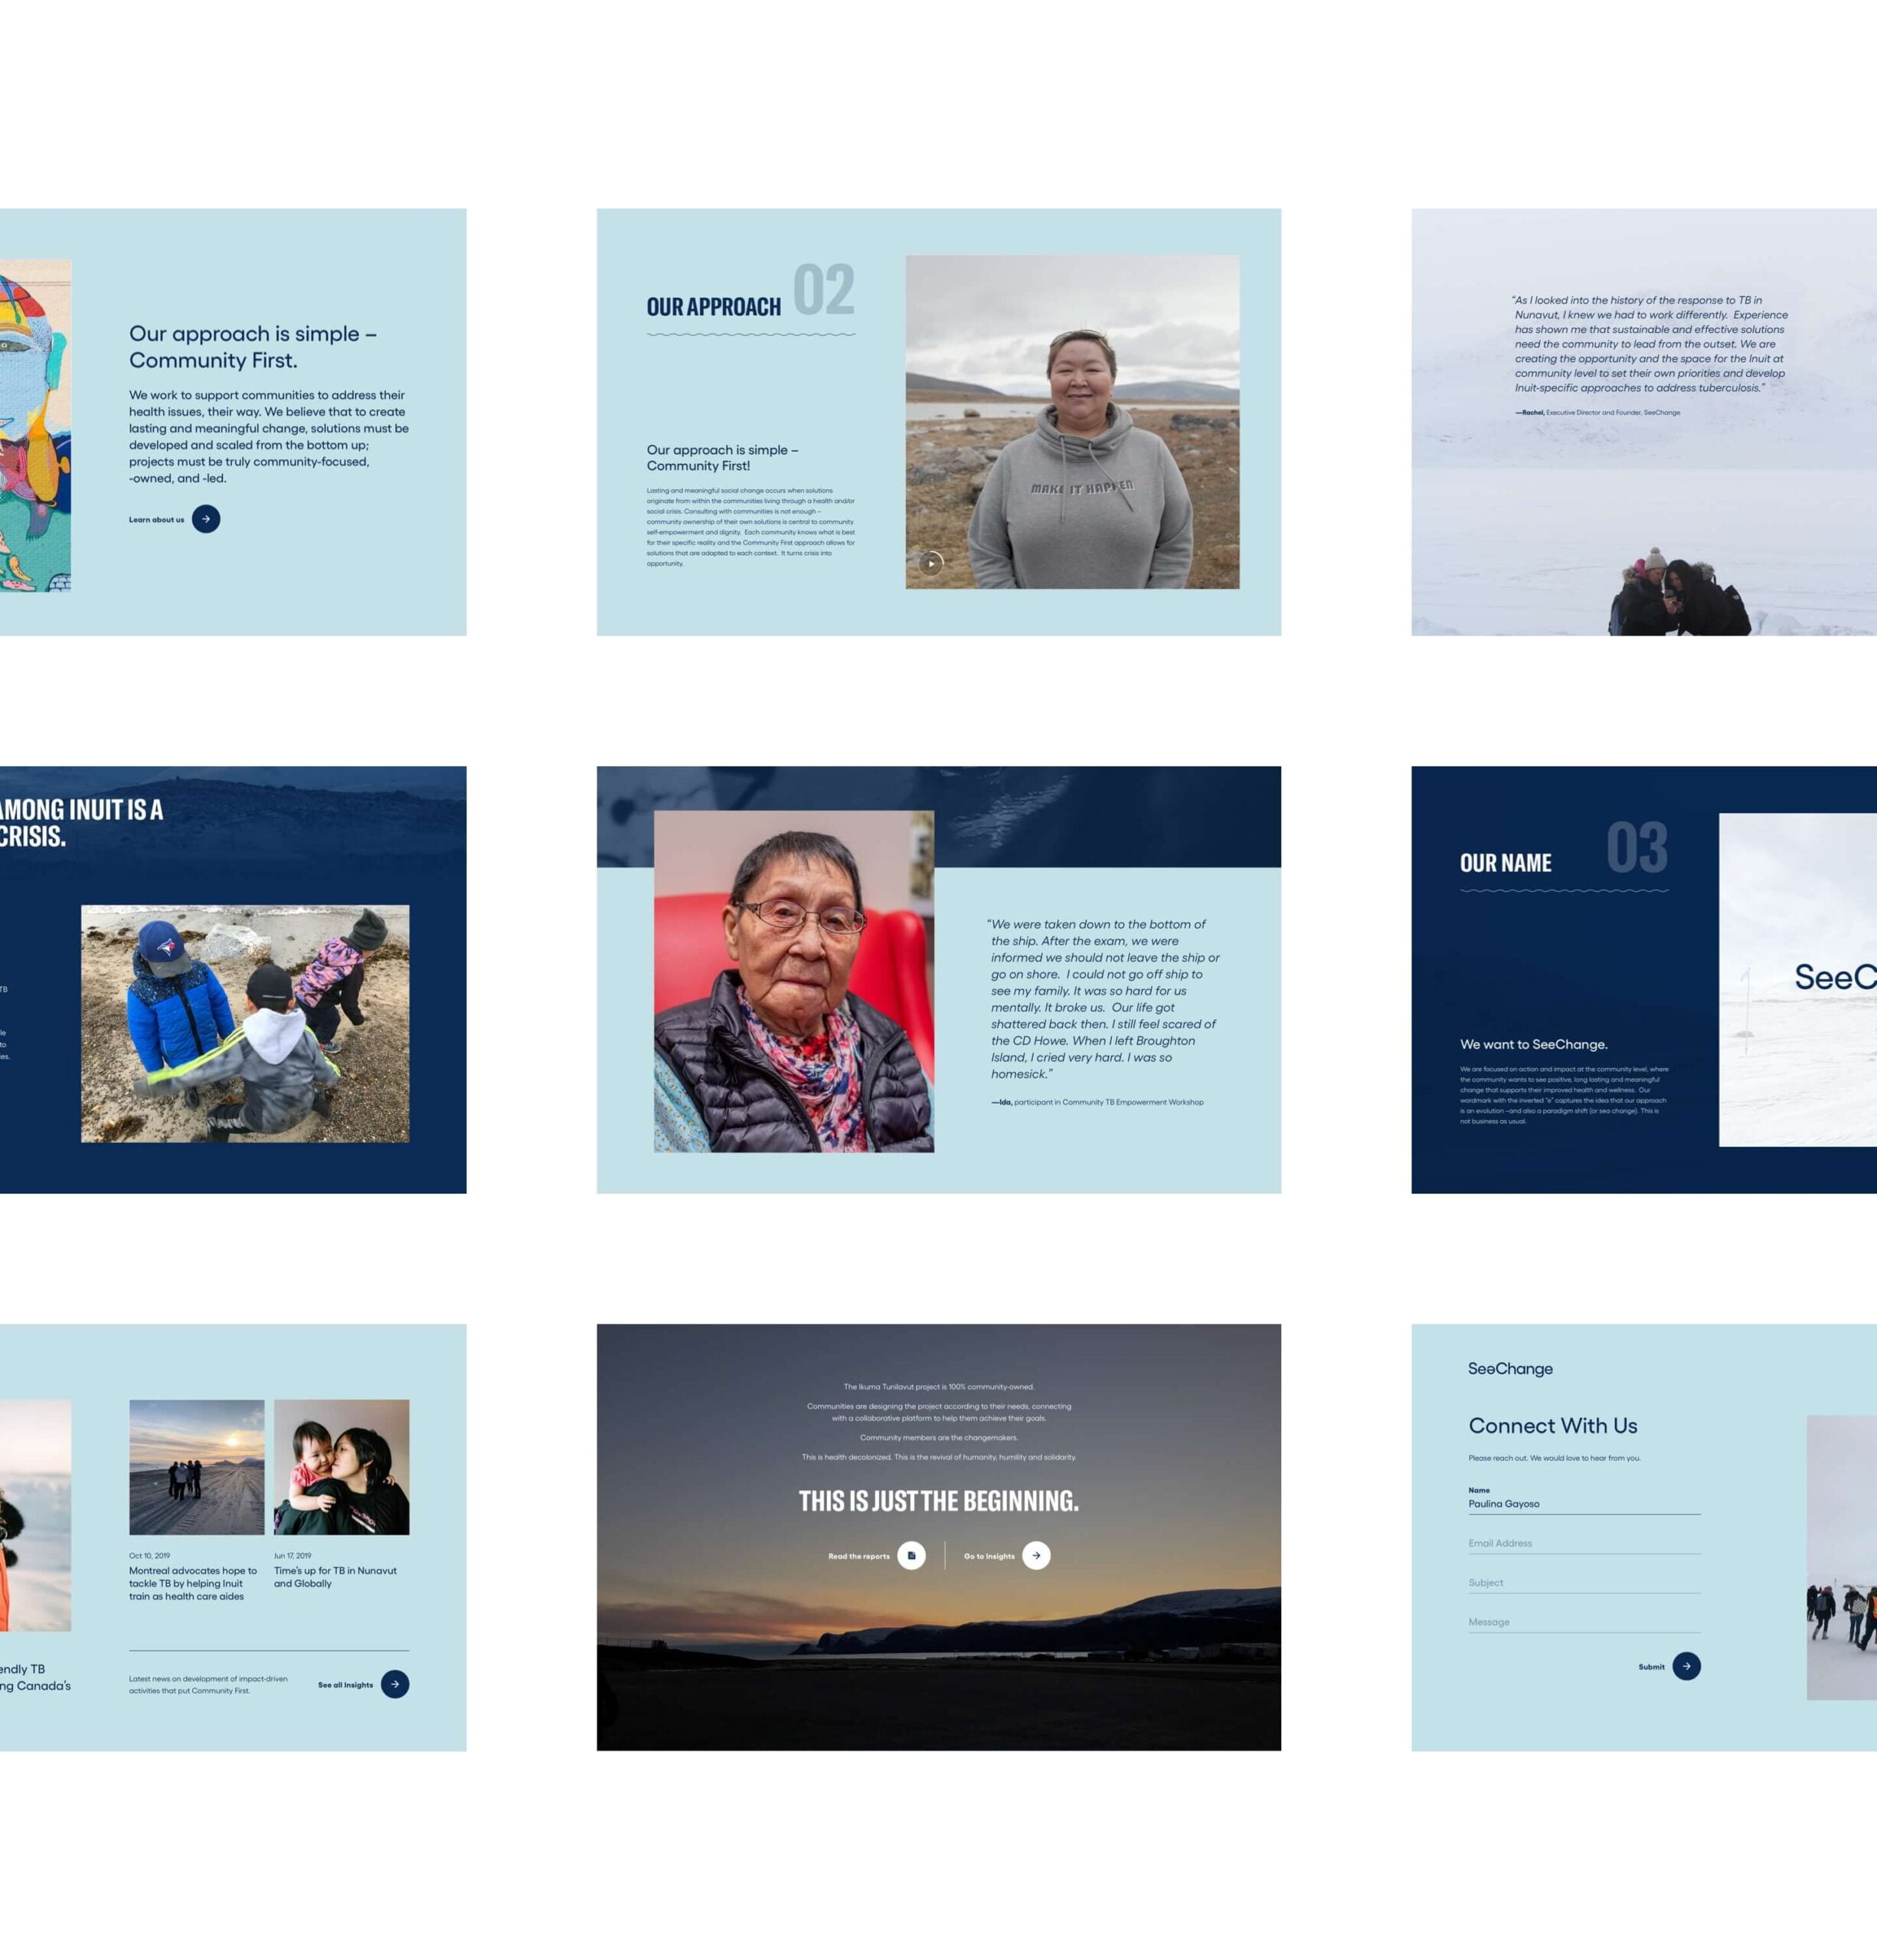 Our approach is simple –
Community First.
We work to support communities to address their
health issues, their way. We believe that to create
lasting and meaningful change, solutions must be
developed and scaled from the bottom up;
projects must be truly community-focused,
-owned, and -led.
Learn about us
OUR APPROACH 02
Our approach is simple –
Community First!
Lasting and meaningful social change occurs when solutions
originate from within the communities living through a health and/or
social crisis. Consulting with communities is not enough –
community ownership of their own solutions is central to community
self-empowerment and dignity. Each community knows what is best
for their specific reality and the Community First approach allows for
solutions that are adapted to each context. It turns crisis into
opportunity.
MAKE IT HAPPEN
“As I looked into the history of the response to TB in
Nunavut, I knew we had to work differently. Experience
has shown me that sustainable and effective solutions
need the community to lead from the outset. We are
creating the opportunity and the space for the Inuit at
community level to set their own priorities and develop
Inuit-specific approaches to address tuberculosis.”
—Rachel, Executive Director and Founder, SeeChange
AMONG INUIT IS A
CRISIS.
TB
le
to
ies.
“We were taken down to the bottom of
the ship. After the exam, we were
informed we should not leave the ship or
go on shore. I could not go off ship to
see my family. It was so hard for us
mentally. It broke us. Our life got
shattered back then. I still feel scared of
the CD Howe. When I left Broughton
Island, I cried very hard. I was so
homesick.”
—Ida, participant in Community TB Empowerment Workshop
OUR NAME 03
We want to SeeChange.
We are focused on action and impact at the community level, where
the community wants to see positive, long lasting and meaningful
change that supports their improved health and wellness. Our
wordmark with the inverted “e” captures the idea that our approach
is an evolution –and also a paradigm shift (or sea change). This is
not business as usual.
SeeC
endly TB
ng Canada’s
Oct 10, 2019
Montreal advocates hope to
tackle TB by helping Inuit
train as health care aides
Jun 17, 2019
Time’s up for TB in Nunavut
and Globally
Latest news on development of impact-driven
activities that put Community First.
See all Insights
The Ikuma Tunilavut project is 100% community-owned.
Communities are designing the project according to their needs, connecting
with a collaborative platform to help them achieve their goals.
Community members are the changemakers.
This is health decolonized. This is the revival of humanity, humility and solidarity.
THIS IS JUST THE BEGINNING.
Read the reports
Go to Insights
SeɘChange
Connect With Us
Please reach out. We would love to hear from you.
Name
Paulina Gayoso
Email Address
Subject
Message
Submit